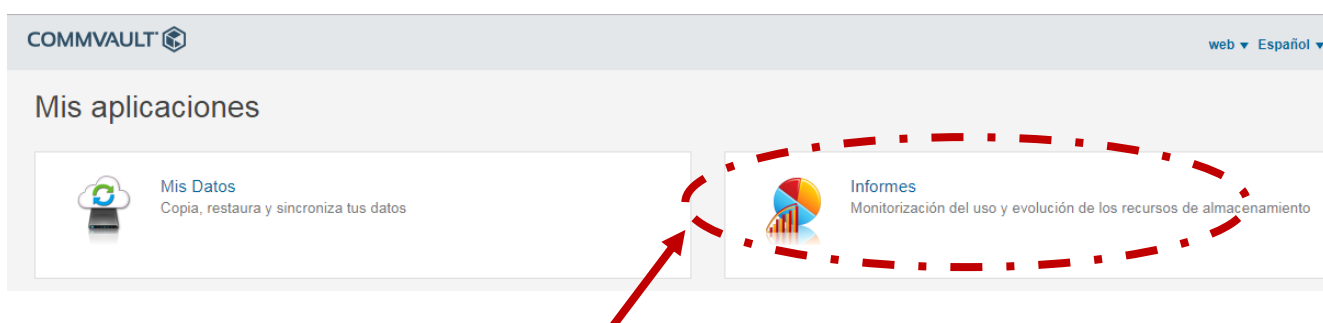 COMMVAULT
web ▾ Español ▾
Mis aplicaciones
Mis Datos
Copia, restaura y sincroniza tus datos
Informes
Monitorización del uso y evolución de los recursos de almacenamiento